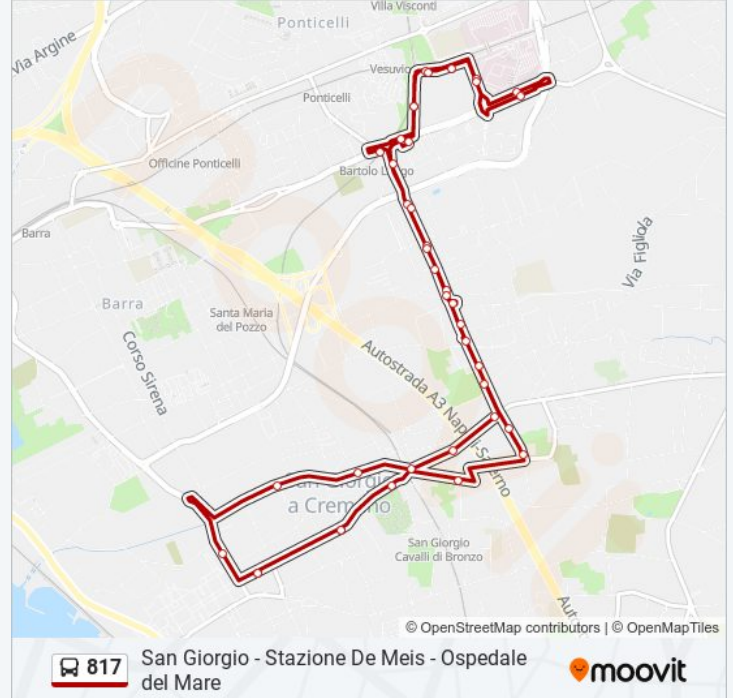 Villa Visconti
Ponticelli
Via Argine
Vesuvio
Ponticelli
Officine Ponticelli
Bartolo Longo
Barra
Via Figliola
Barra
Santa Maria
del Pozzo
Corso Sirena
Autostrada A3 Napoli-Salerno
San Giorgio
a Cremano
San Giorgio
Cavalli di Bronzo
Auto
© OpenStreetMap contributors | © OpenMapTiles
817
San Giorgio - Stazione De Meis - Ospedale
del Mare
moovit